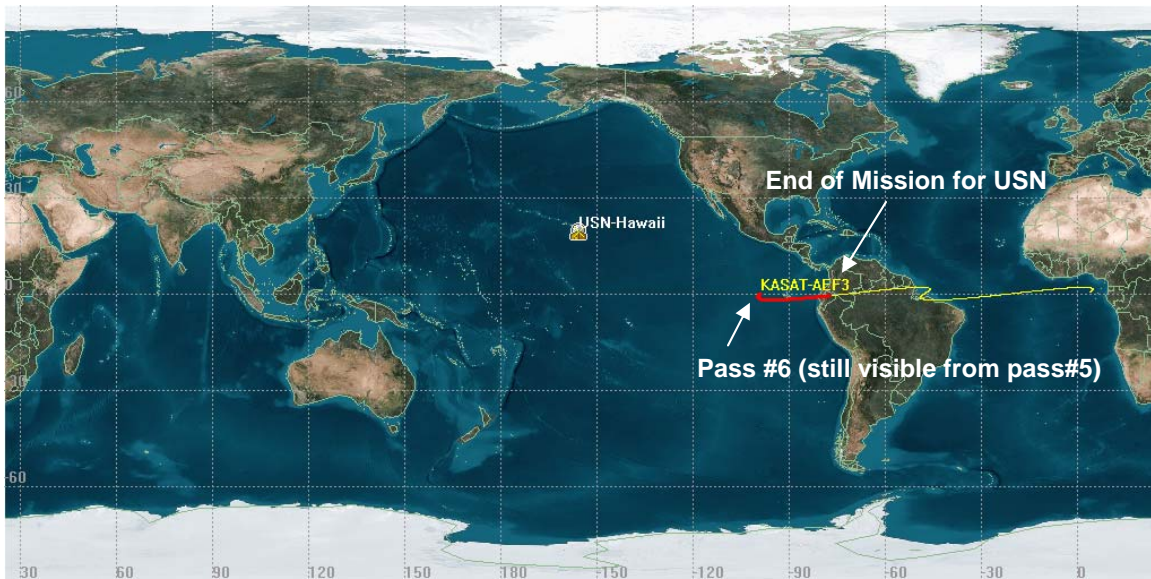 60
30
End of Mission for USN
USN-Hawaii
0
KASAT-AEF3
Pass #6 (still visible from pass#5)
-30
-60
30 60 90 120 150 -180 -150 -120 -90 -60 -30 0